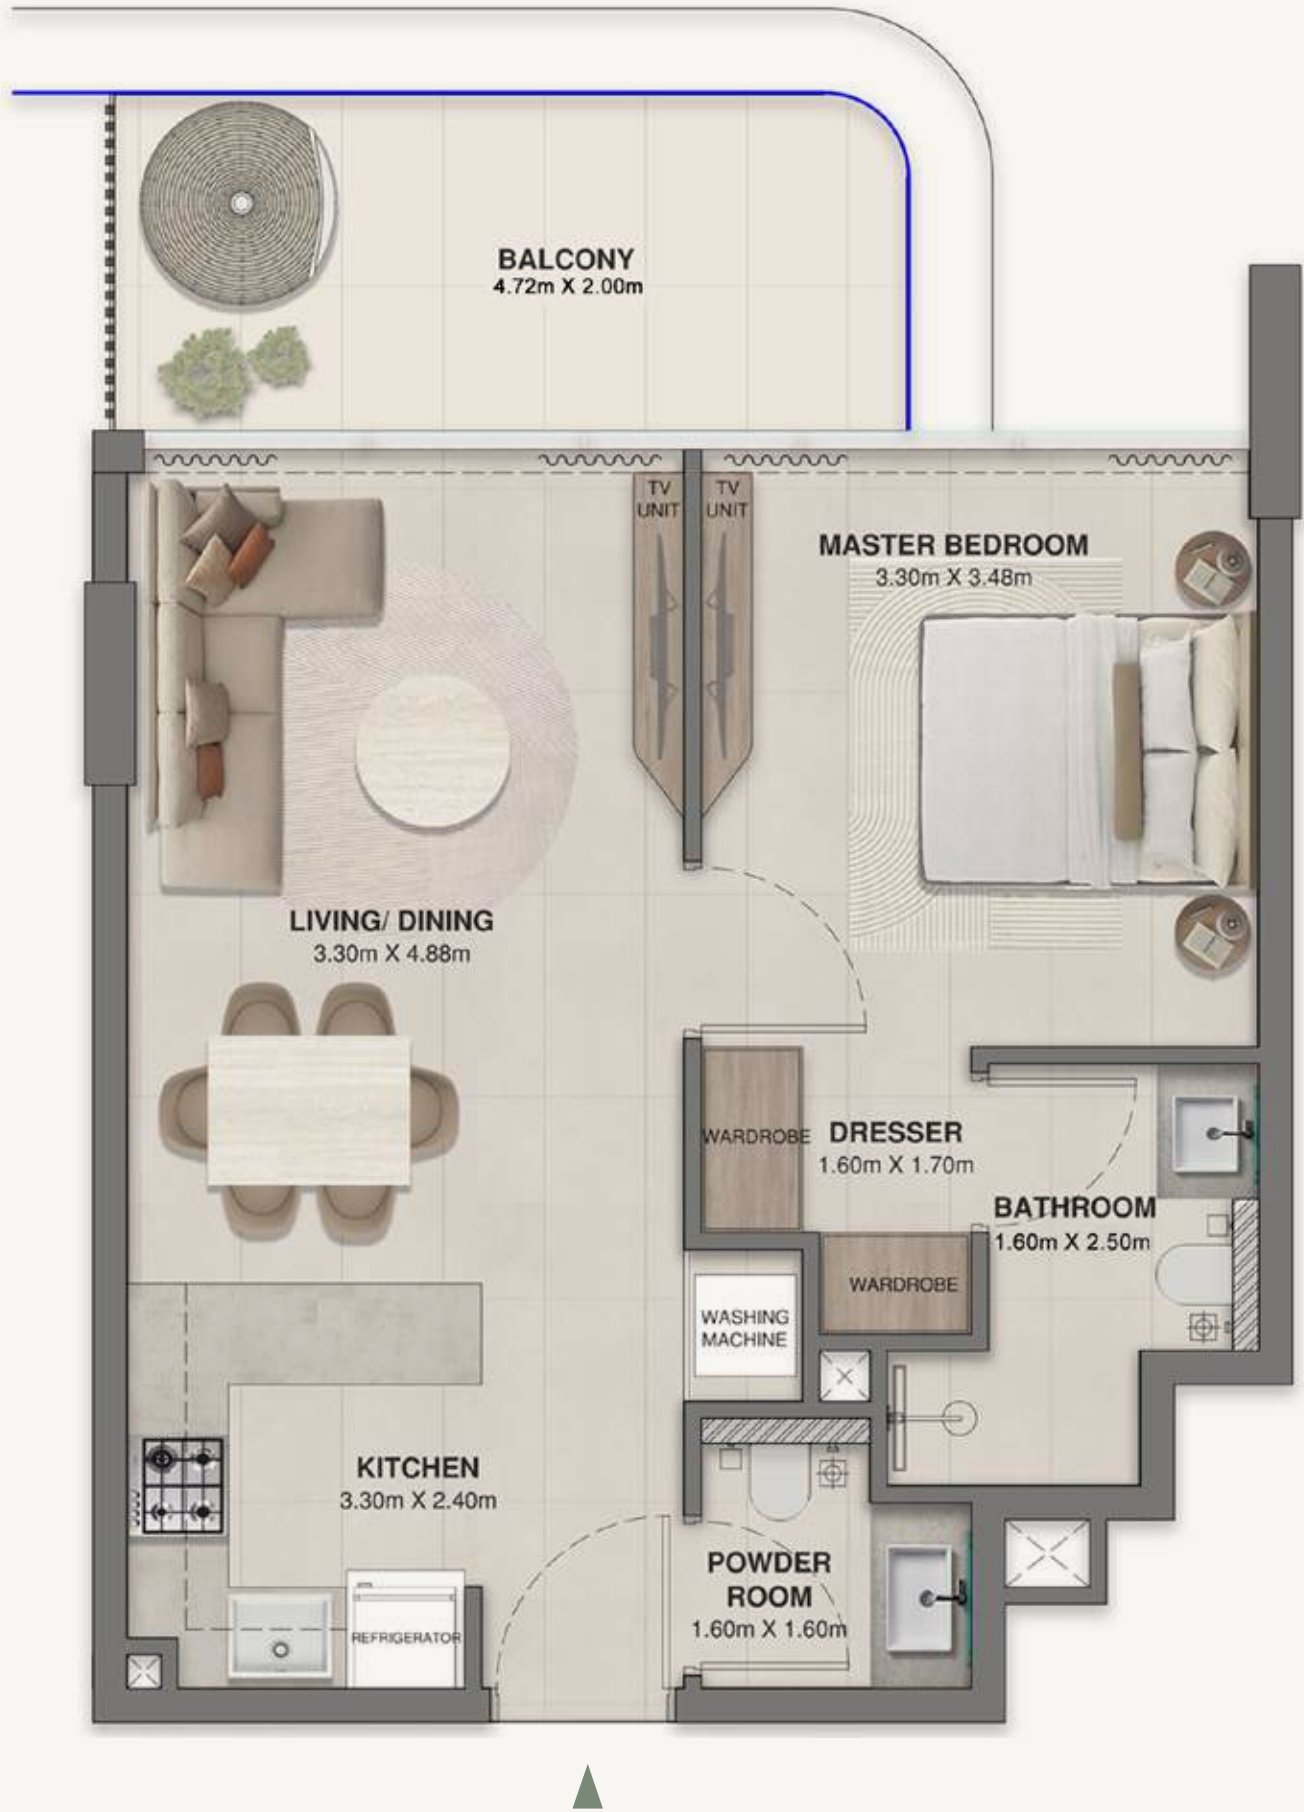 BALCONY
4.72m X 2.00m
TV
UNIT
TV
UNIT
MASTER BEDROOM
3.30m X 3.48m
LIVING/ DINING
3.30m X 4.88m
WARDROBE
DRESSER
1.60m X 1.70m
BATHROOM
1.60m X 2.50m
WARDROBE
WASHING
MACHINE
KITCHEN
3.30m X 2.40m
POWDER
ROOM
1.60m X 1.60m
REFRIGERATOR